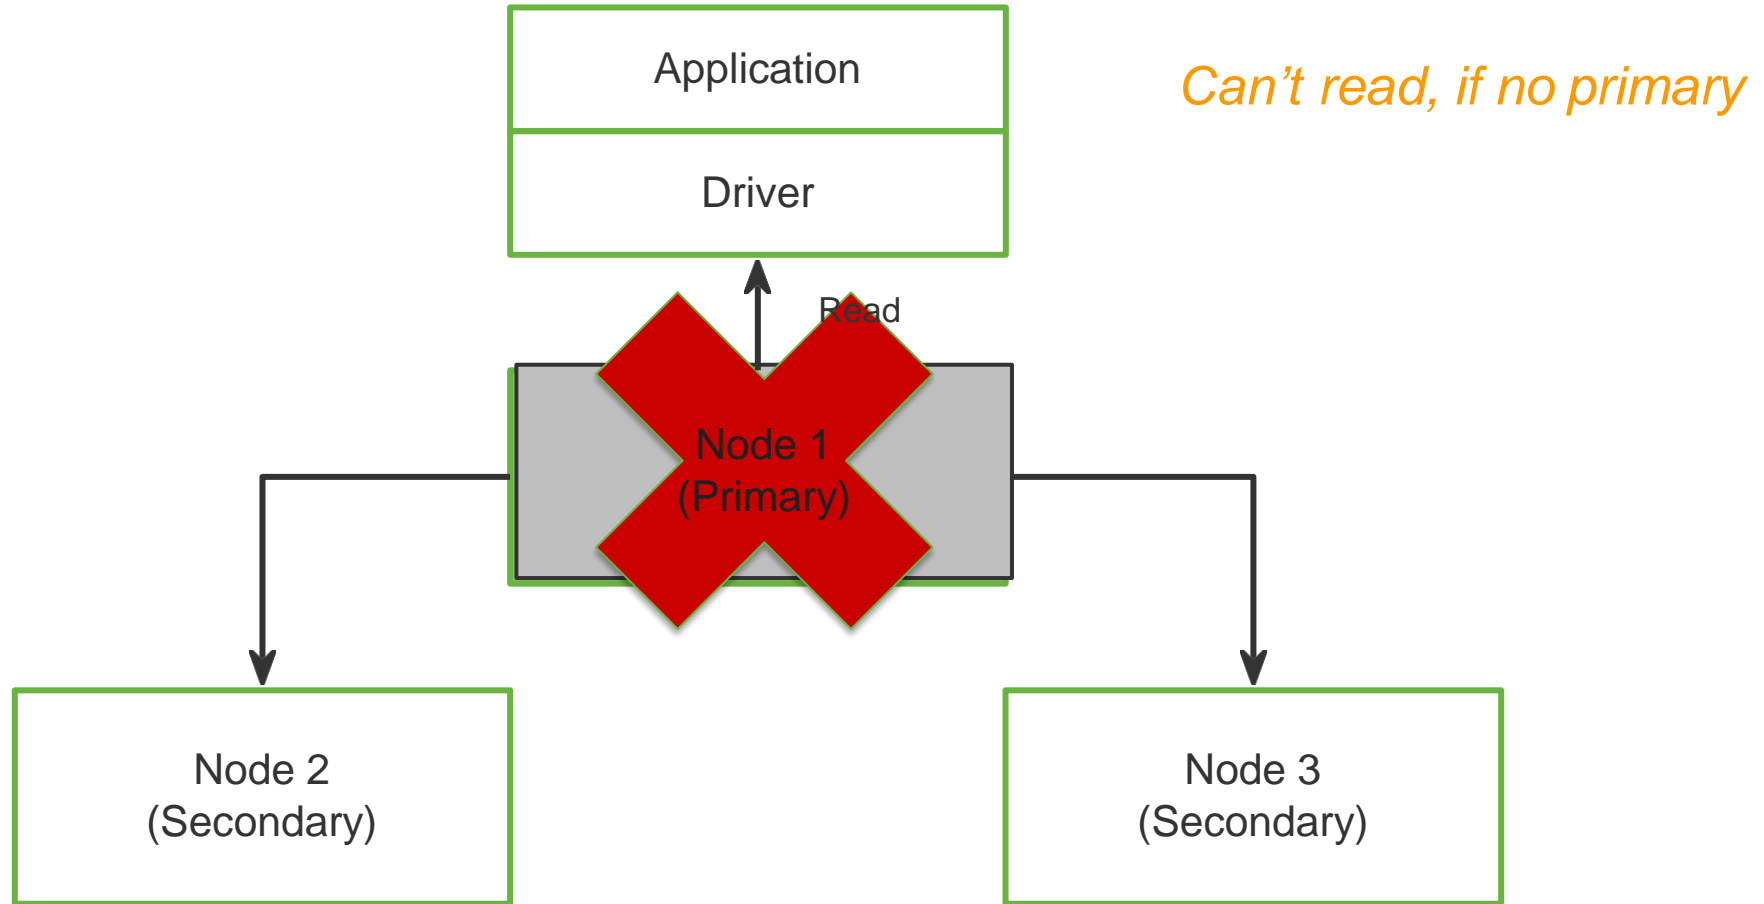 Application
Can’t read, if no primary
Driver
Read
Node 1
(Primary)
Node 2
(Secondary)
Node 3
(Secondary)